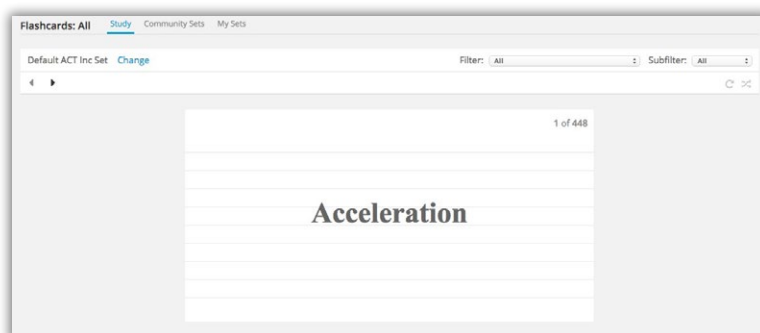 Flashcards: All Study Community Sets My Sets
Default ACT Inc Set Change Filter: All Subfilter: All
1 of 448
Acceleration